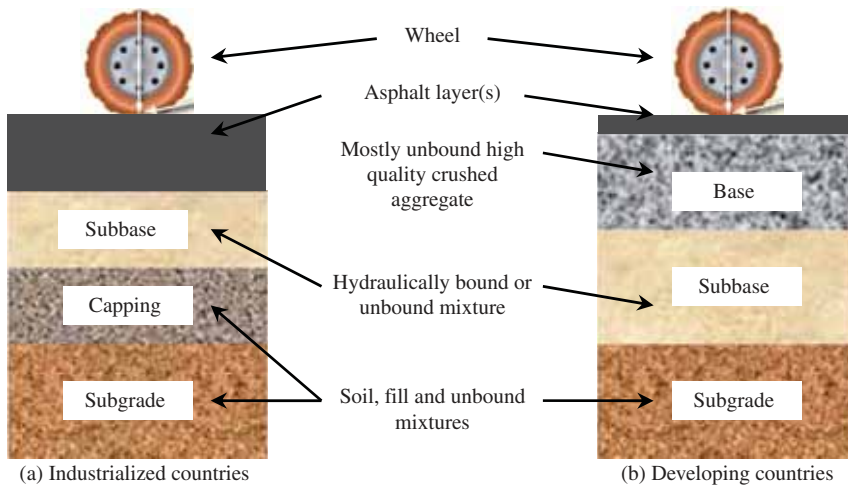 Wheel
Asphalt layer(s)
Mostly unbound high
quality crushed
aggregate
Base
Subbase
Hydraulically bound or
unbound mixture
Subbase
Capping
Subgrade
Soil, fill and unbound
mixtures
Subgrade
(a) Industrialized countries
(b) Developing countries